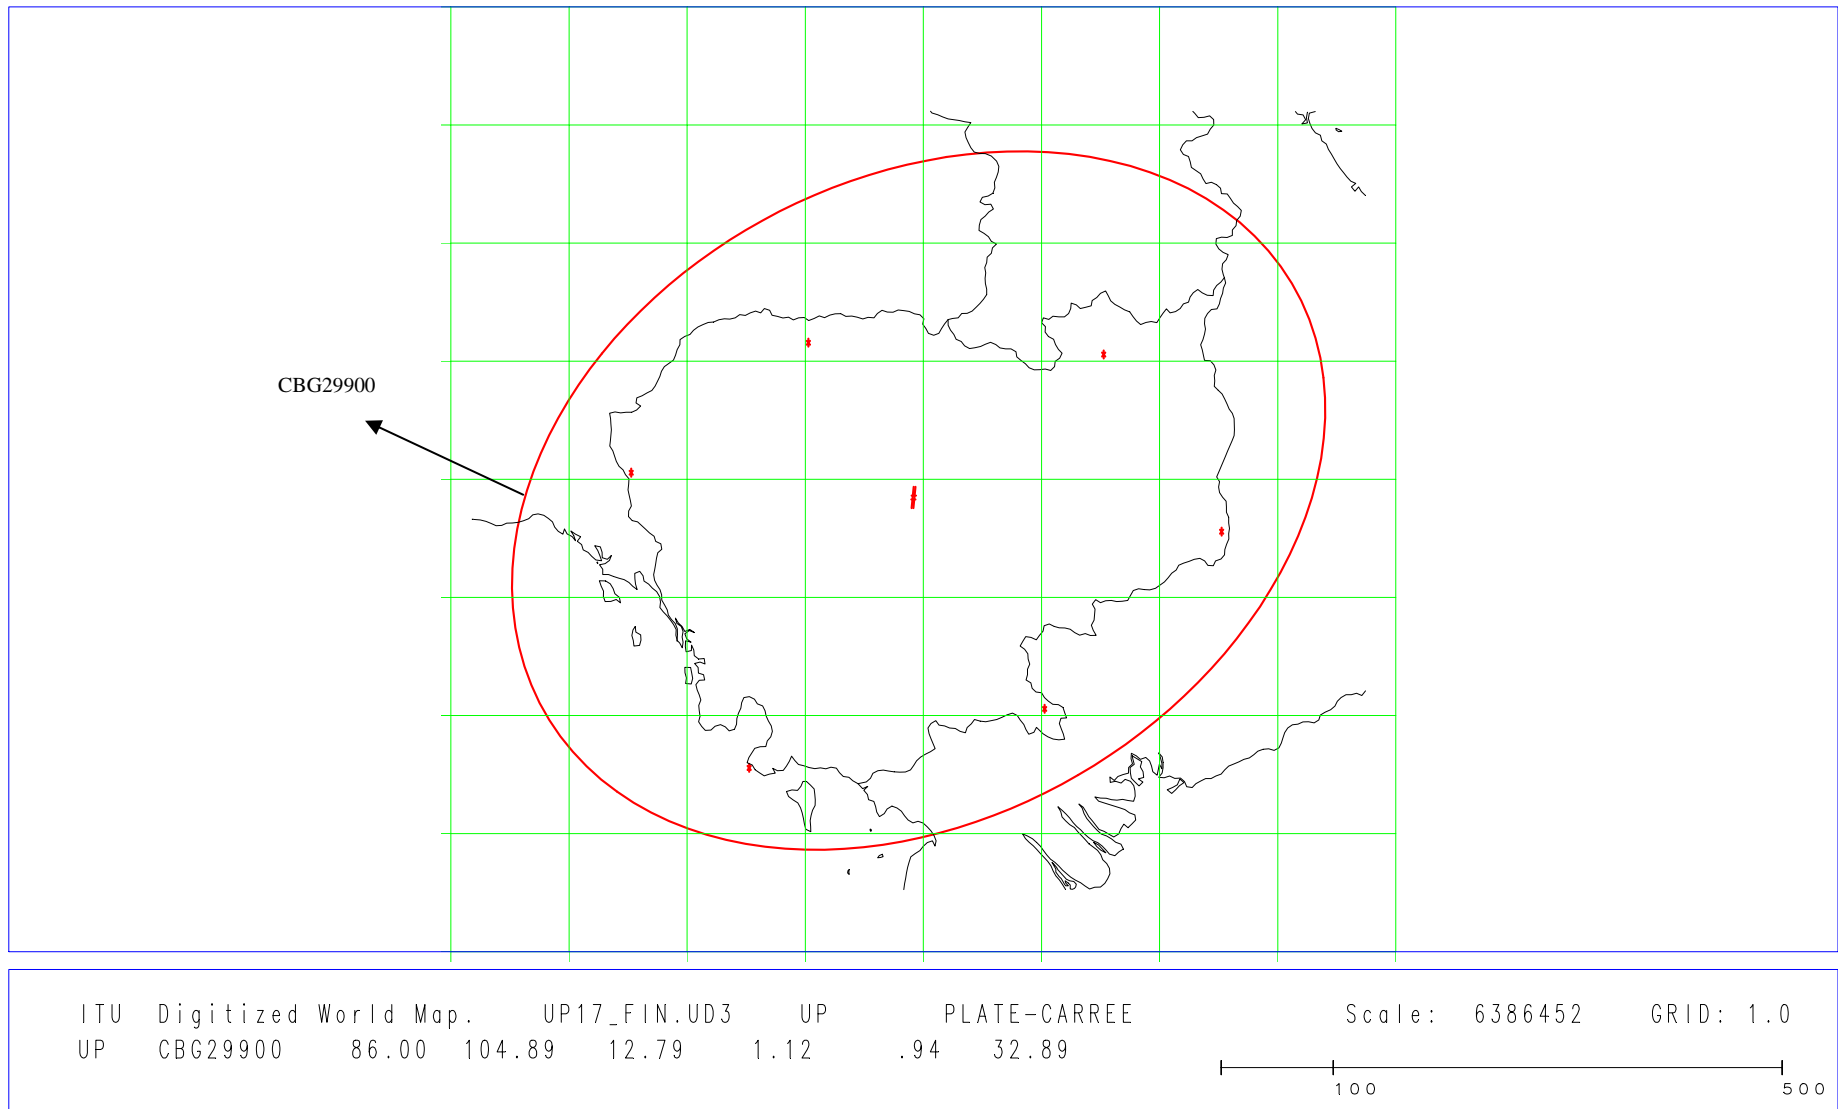 CBG29900
ITU Digitized World Map. UP17_FIN.UD3 UP PLATE-CARREE Scale: 6386452 GRID: 1.0
UP CBG29900 86.00 104.89 12.79 1.12 .94 32.89
100 500